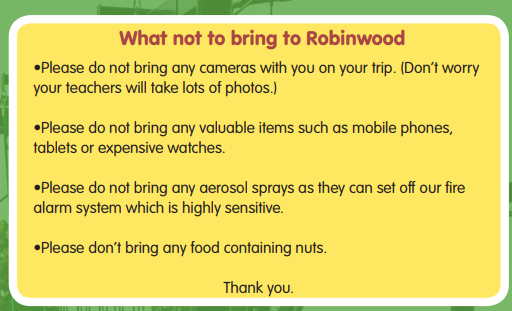 What not to bring to Robinwood
•Please do not bring any cameras with you on your trip. (Don't worry
your teachers will take lots of photos.)
•Please do not bring any valuable items such as mobile phones,
tablets or expensive watches.
•Please do not bring any aerosol sprays as they can set off our fire
alarm system which is highly sensitive.
•Please don't bring any food containing nuts.
Thank you.